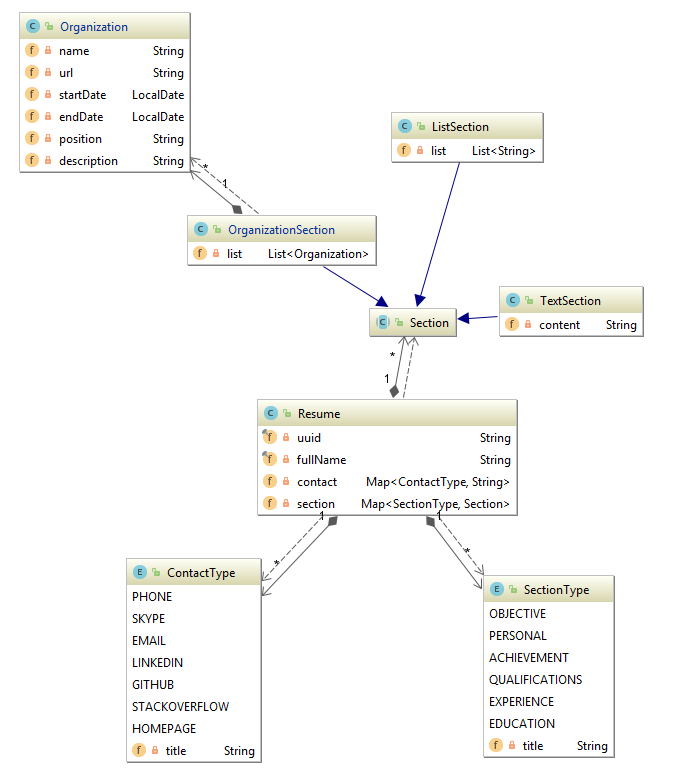 Organization
name String
url String
startDate LocalDate
endDate LocalDate
position String
description String
ListSection
list List<String>
*
1
OrganizationSection
list List<Organization>
TextSection
content String
Section
*
1
Resume
uuid String
fullName String
contact Map<ContactType, String>
section Map<SectionType, Section>
1
1
*
*
ContactType
PHONE
SKYPE
EMAIL
LINKEDIN
GITHUB
STACKOVERFLOW
HOMEPAGE
title String
SectionType
OBJECTIVE
PERSONAL
ACHIEVEMENT
QUALIFICATIONS
EXPERIENCE
EDUCATION
title String